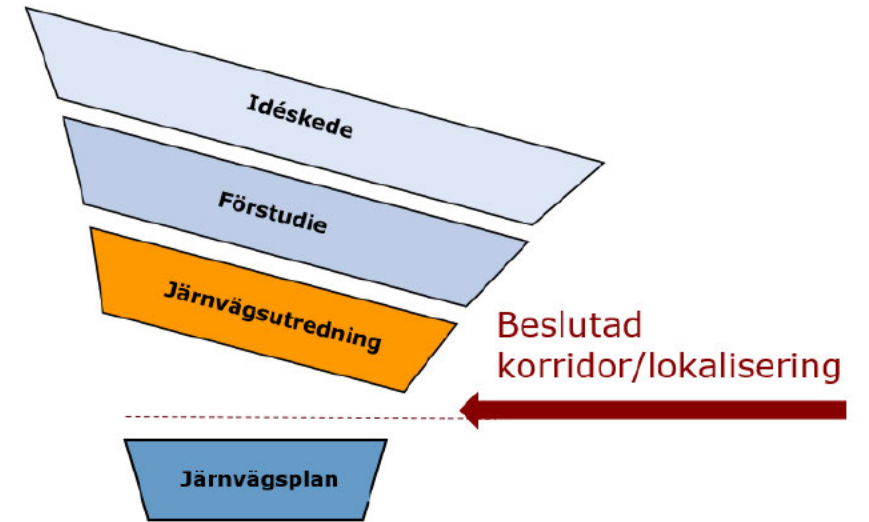 Idéskede
Förstudie
Järnvägsutredning
Beslutad
korridor/lokalisering
Järnvägsplan